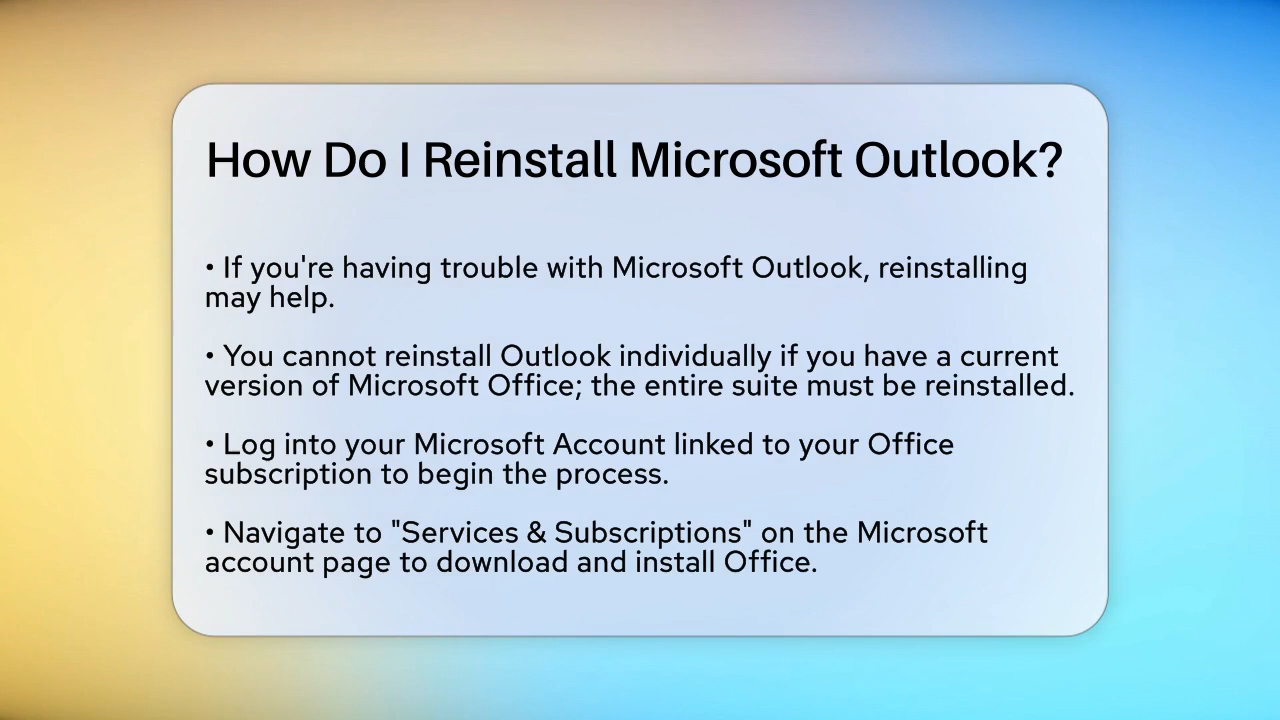 How Do I Reinstall Microsoft Outlook?
• If you're having trouble with Microsoft Outlook, reinstalling
may help.
• You cannot reinstall Outlook individually if you have a current
version of Microsoft Office; the entire suite must be reinstalled.
• Log into your Microsoft Account linked to your Office
subscription to begin the process.
• Navigate to "Services & Subscriptions" on the Microsoft
account page to download and install Office.